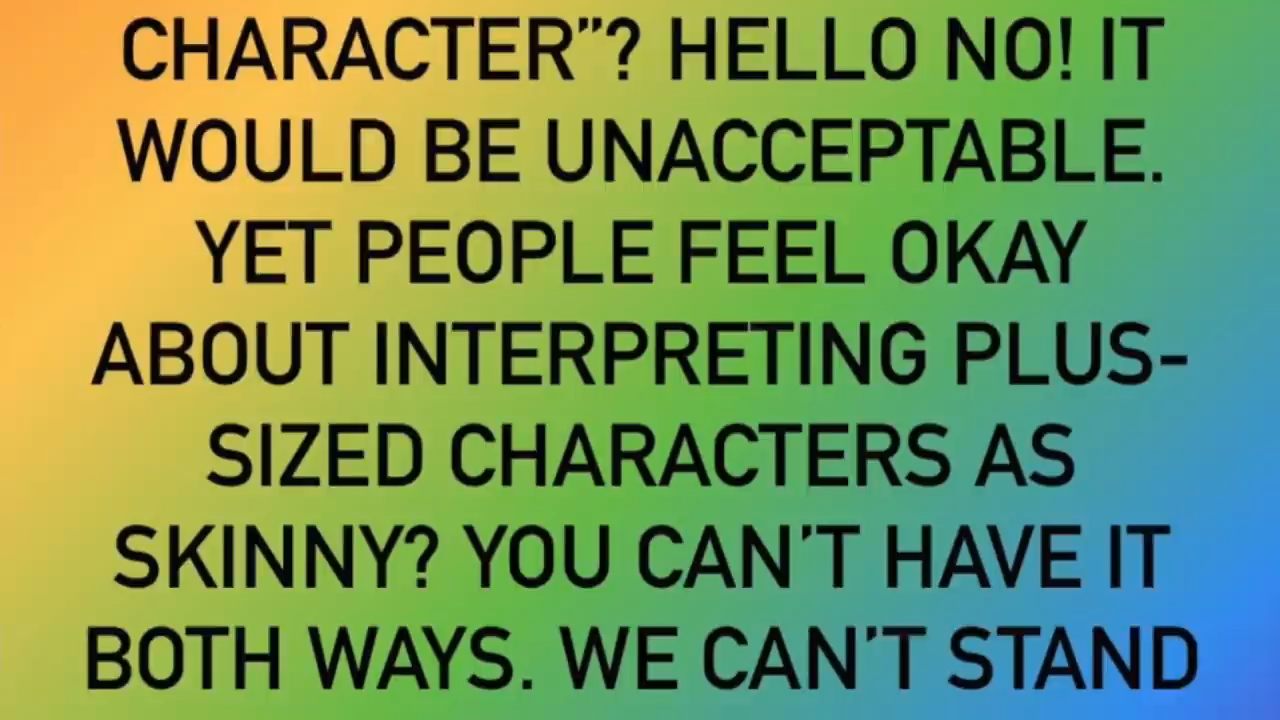 CHARACTER”? HELLO NO! IT
WOULD BE UNACCEPTABLE.
YET PEOPLE FEEL OKAY
ABOUT INTERPRETING PLUS-
SIZED CHARACTERS AS
SKINNY? YOU CAN’T HAVE IT
BOTH WAYS. WE CAN’T STAND